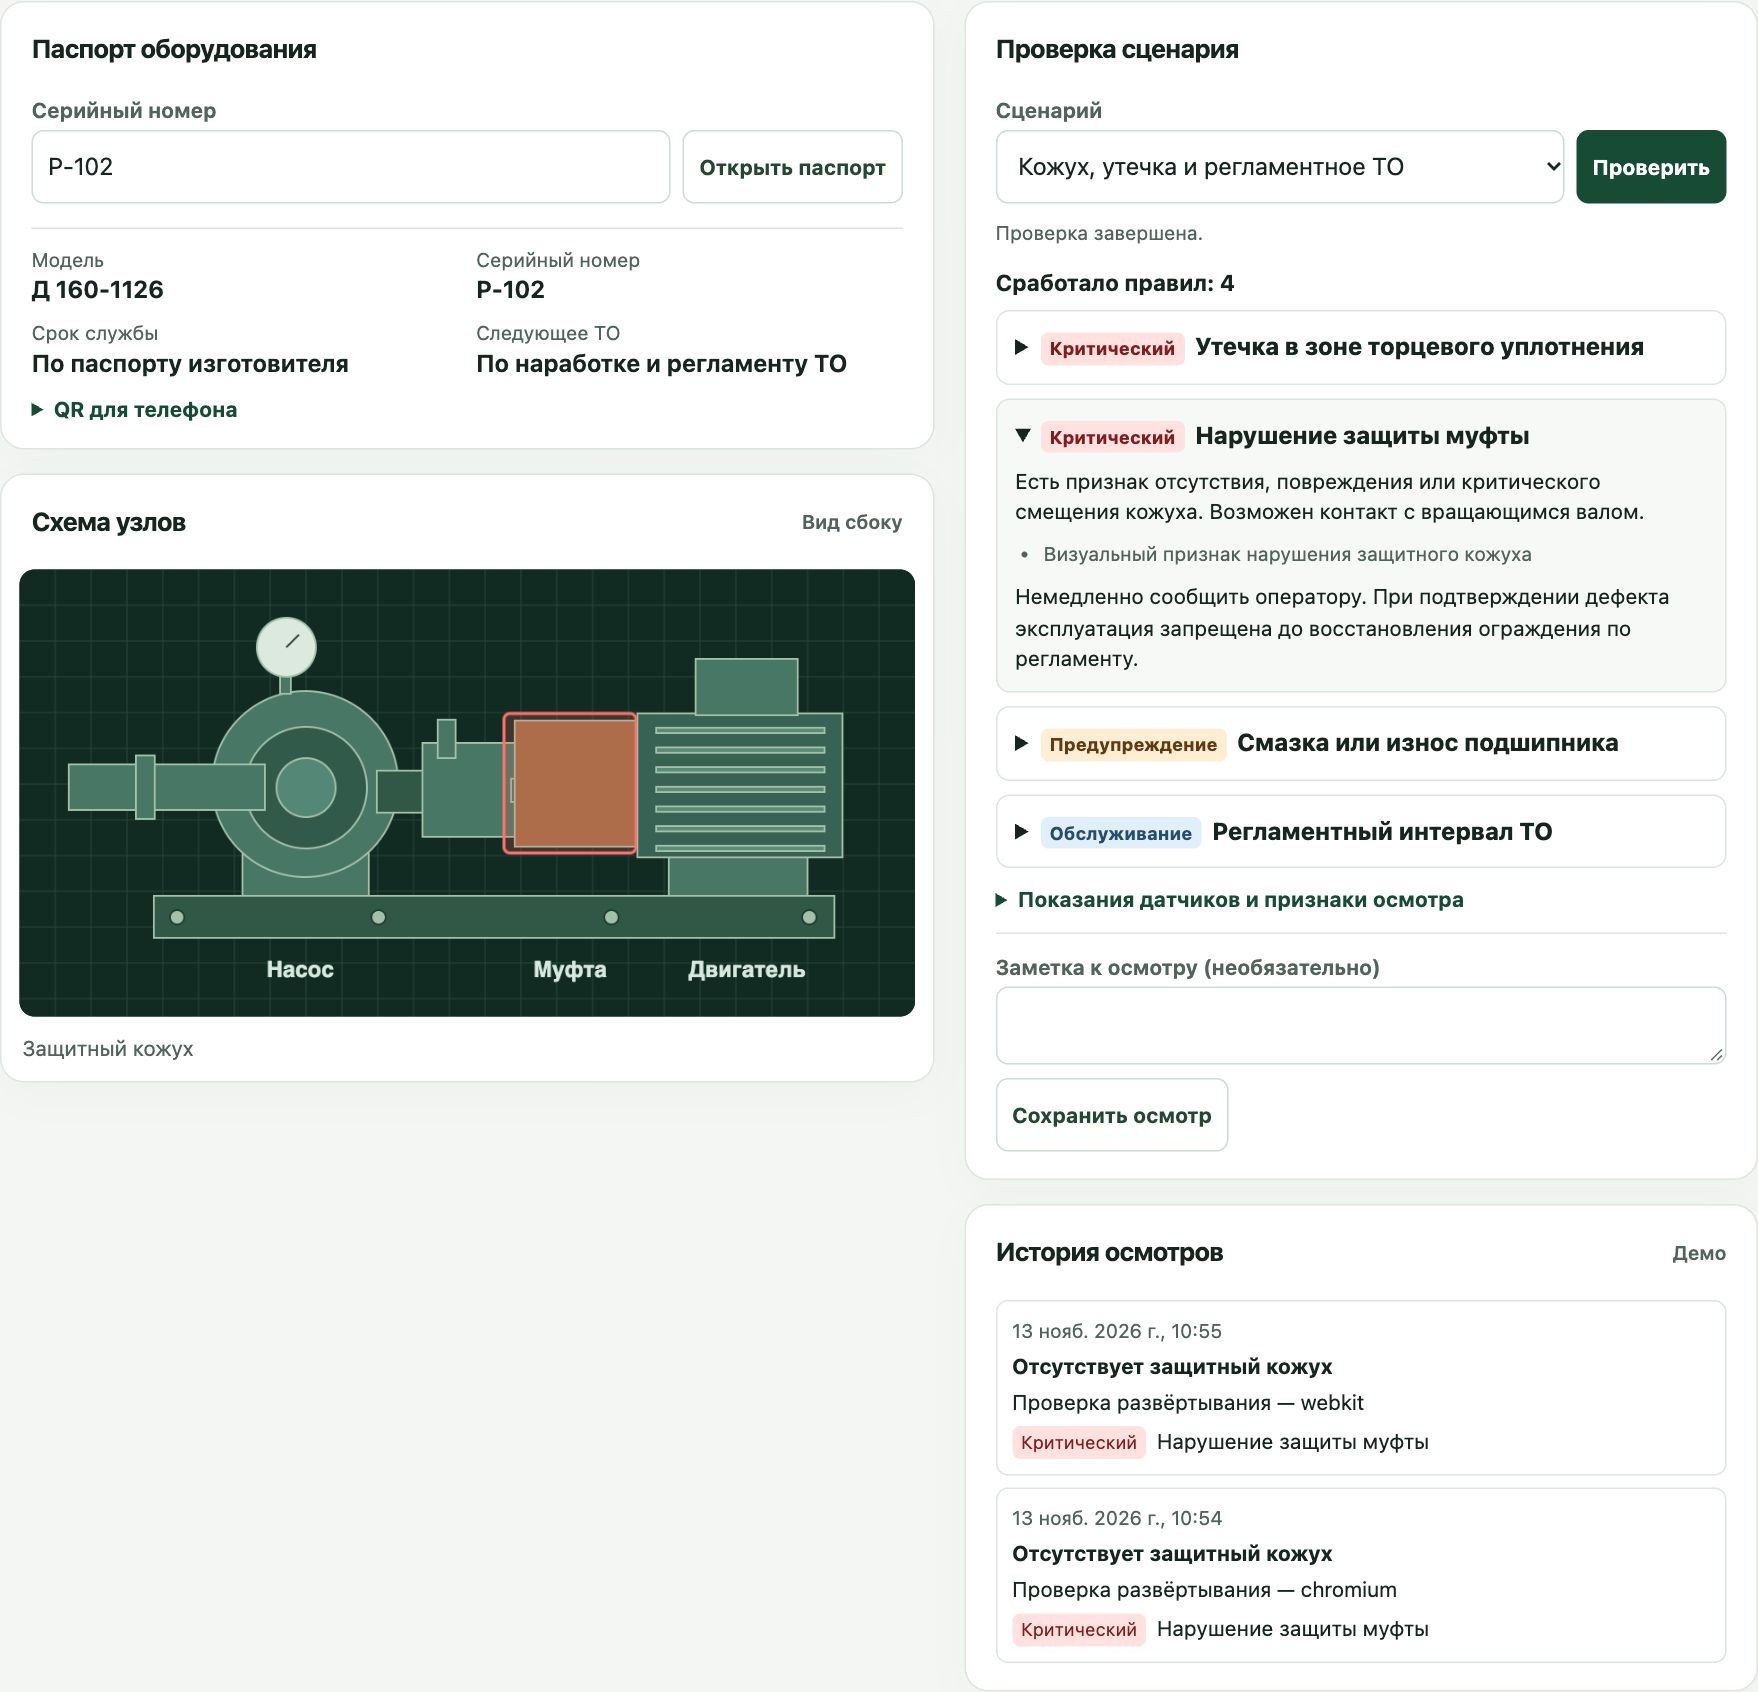 Паспорт оборудования
Серийный номер
P-102
Открыть паспорт
Модель
Д 160-1126
Серийный номер
P-102
Срок службы
По паспорту изготовителя
Следующее ТО
По наработке и регламенту ТО
QR для телефона
Схема узлов
Вид сбоку
Насос
Муфта
Двигатель
Защитный кожух
Проверка сценария
Сценарий
Кожух, утечка и регламентное ТО
Проверить
Проверка завершена.
Сработало правил: 4
Критический Утечка в зоне торцевого уплотнения
Критический Нарушение защиты муфты
Есть признак отсутствия, повреждения или критического
смещения кожуха. Возможен контакт с вращающимся валом.
• Визуальный признак нарушения защитного кожуха
Немедленно сообщить оператору. При подтверждении дефекта
эксплуатация запрещена до восстановления ограждения по
регламенту.
Предупреждение Смазка или износ подшипника
Обслуживание Регламентный интервал ТО
Показания датчиков и признаки осмотра
Заметка к осмотру (необязательно)
Сохранить осмотр
История осмотров
Демо
13 нояб. 2026 г., 10:55
Отсутствует защитный кожух
Проверка развёртывания — webkit
Критический Нарушение защиты муфты
13 нояб. 2026 г., 10:54
Отсутствует защитный кожух
Проверка развёртывания — chromium
Критический Нарушение защиты муфты